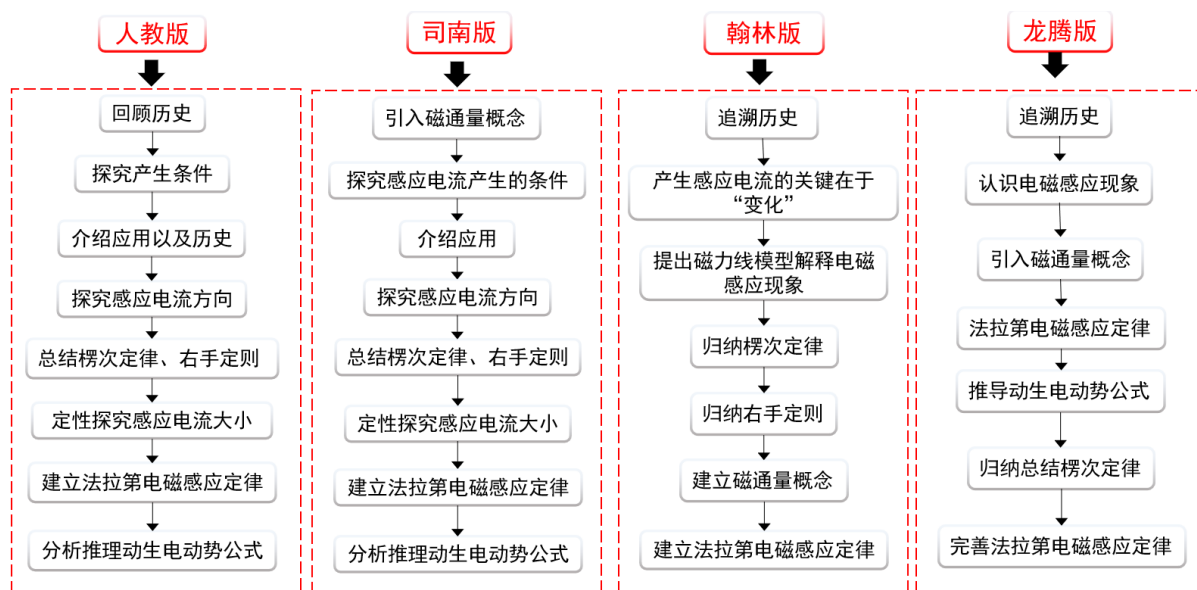 人教版
回顾历史
探究产生条件
介绍应用以及历史
探究感应电流方向
总结楞次定律、右手定则
定性探究感应电流大小
建立法拉第电磁感应定律
分析推理动生电动势公式
司南版
引入磁通量概念
探究感应电流产生的条件
介绍应用
探究感应电流方向
总结楞次定律、右手定则
定性探究感应电流大小
建立法拉第电磁感应定律
分析推理动生电动势公式
翰林版
追溯历史
产生感应电流的关键在于
“变化”
提出磁力线模型解释电磁
感应现象
归纳楞次定律
归纳右手定则
建立磁通量概念
建立法拉第电磁感应定律
龙腾版
追溯历史
认识电磁感应现象
引入磁通量概念
法拉第电磁感应定律
推导动生电动势公式
归纳总结楞次定律
完善法拉第电磁感应定律